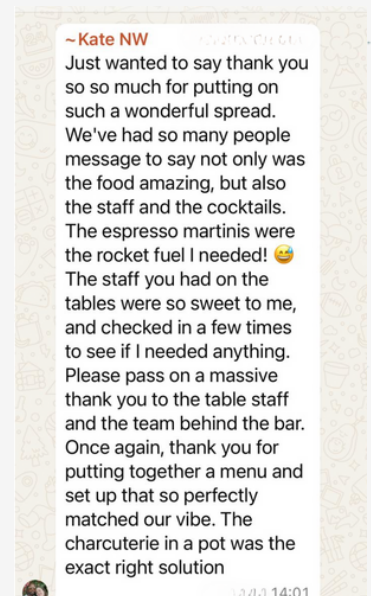 ~Kate NW
Just wanted to say thank you
so so much for putting on
such a wonderful spread.
We've had so many people
message to say not only was
the food amazing, but also
the staff and the cocktails.
The espresso martinis were
the rocket fuel I needed! 😅
The staff you had on the
tables were so sweet to me,
and checked in a few times
to see if I needed anything.
Please pass on a massive
thank you to the table staff
and the team behind the bar.
Once again, thank you for
putting together a menu and
set up that so perfectly
matched our vibe. The
charcuterie in a pot was the
exact right solution
14:01